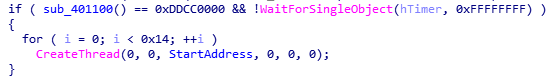 if ( sub_401100() == 0xDDCC0000 && !WaitForSingleObject(hTimer, 0xFFFFFFFF) )
{
for ( i = 0; i < 0x14; ++i )
CreateThread(0, 0, StartAddress, 0, 0, 0);
}